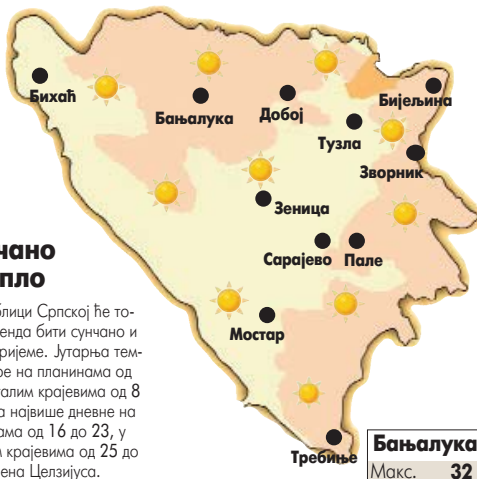 Бихаћ
Бањалука
Добој
Бијељина
Тузла
Зворник
Зеница
Сарајево
Пале
Мостар
Требиње
чано
пло
блици Српској ће то-
енда бити сунчано и
ријеме. Јутарња тем-
ре на планинама од
талим крајевима од 8
а највише дневне на
ама од 16 до 23, у
м крајевима од 25 до
ена Целзијуса.
Бањалука
Макс. 32